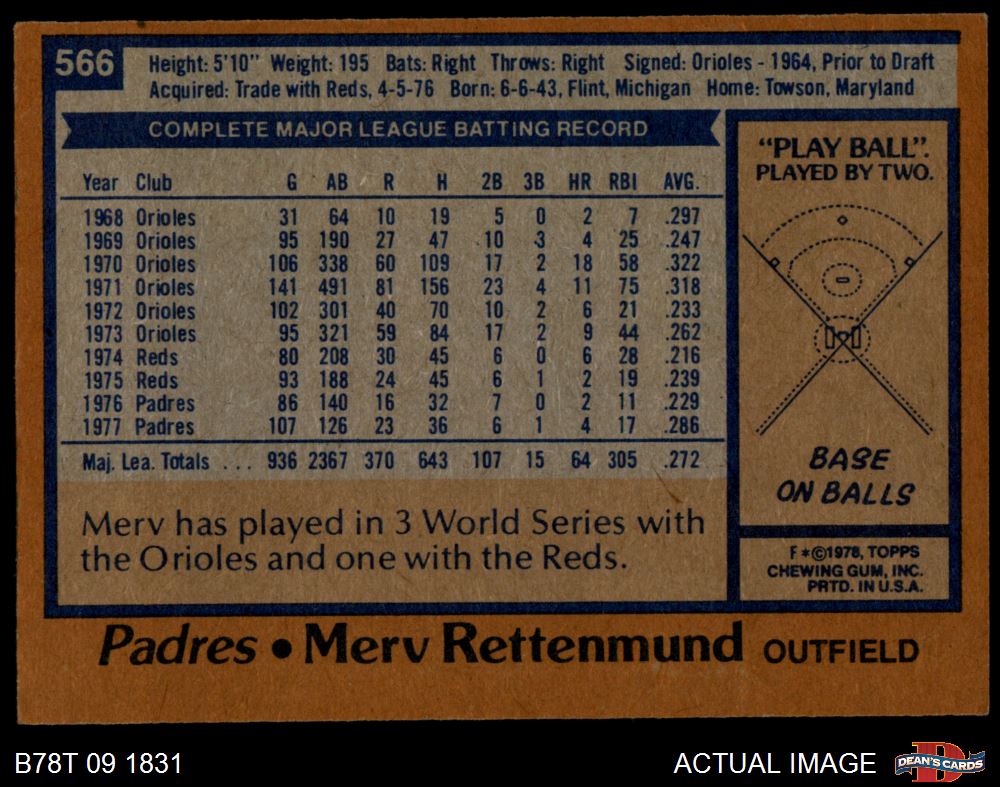 566
Height: 5'10" Weight: 195 Bats: Right Throws: Right Signed: Orioles - 1964, Prior to Draft
Acquired: Trade with Reds, 4-5-76 Born: 6-6-43, Flint, Michigan Home: Towson, Maryland
COMPLETE MAJOR LEAGUE BATTING RECORD
Year Club G AB R H 2B 3B HR RBI AVG.
1968 Orioles 31 64 10 19 5 0 2 7 .297
1969 Orioles 95 190 27 47 10 3 4 25 .247
1970 Orioles 106 338 60 109 17 2 18 58 .322
1971 Orioles 141 491 81 156 23 4 11 75 .318
1972 Orioles 102 301 40 70 10 2 6 21 .233
1973 Orioles 95 321 59 84 17 2 9 44 .262
1974 Reds 80 208 30 45 6 0 6 28 .216
1975 Reds 93 188 24 45 6 1 2 19 .239
1976 Padres 86 140 16 32 7 0 2 11 .229
1977 Padres 107 126 23 36 6 1 4 17 .286
Maj. Lea. Totals ... 936 2367 370 643 107 15 64 305 .272
Merv has played in 3 World Series with
the Orioles and one with the Reds.
"PLAY BALL".
PLAYED BY TWO.
BASE
ON BALLS
F *©1978, TOPPS
CHEWING GUM, INC.
PRTD. IN U.S.A.
Padres • Merv Rettenmund OUTFIELD
B78T 09 1831
ACTUAL IMAGE
DEAN'S CARDS